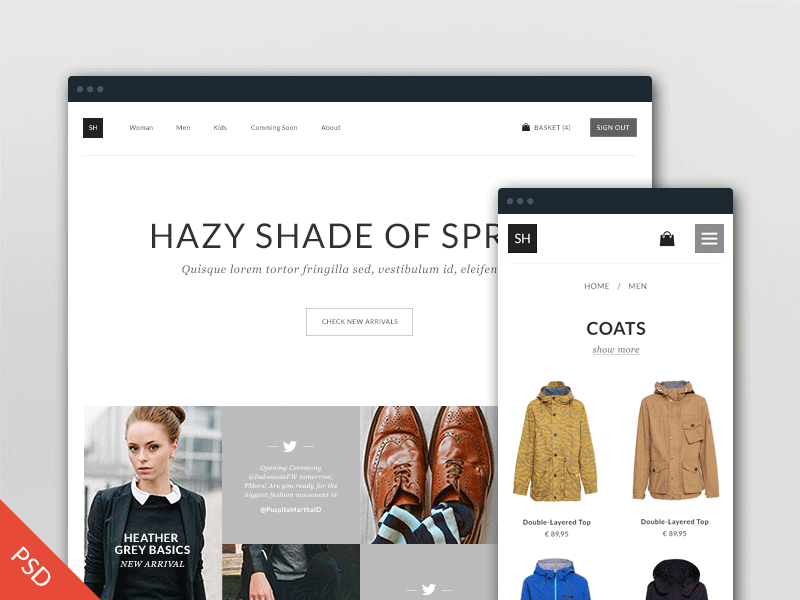 SH
Woman Men Kids Comming Soon About
BASKET (4)
SIGN OUT
HAZY SHADE OF SPR
Quisque lorem tortor fringilla sed, vestibulum id, eleifen
CHECK NEW ARRIVALS
HEATHER
GREY BASICS
NEW ARRIVAL
Opening Ceremony
@IndonesiaFW tomorrow,
PMers! Are you ready for the
biggest fashion movement in
@PuspitaMarthaID
SH
HOME / MEN
COATS
show more
Double-Layered Top
€ 89,95
Double-Layered Top
€ 89,95
PSD